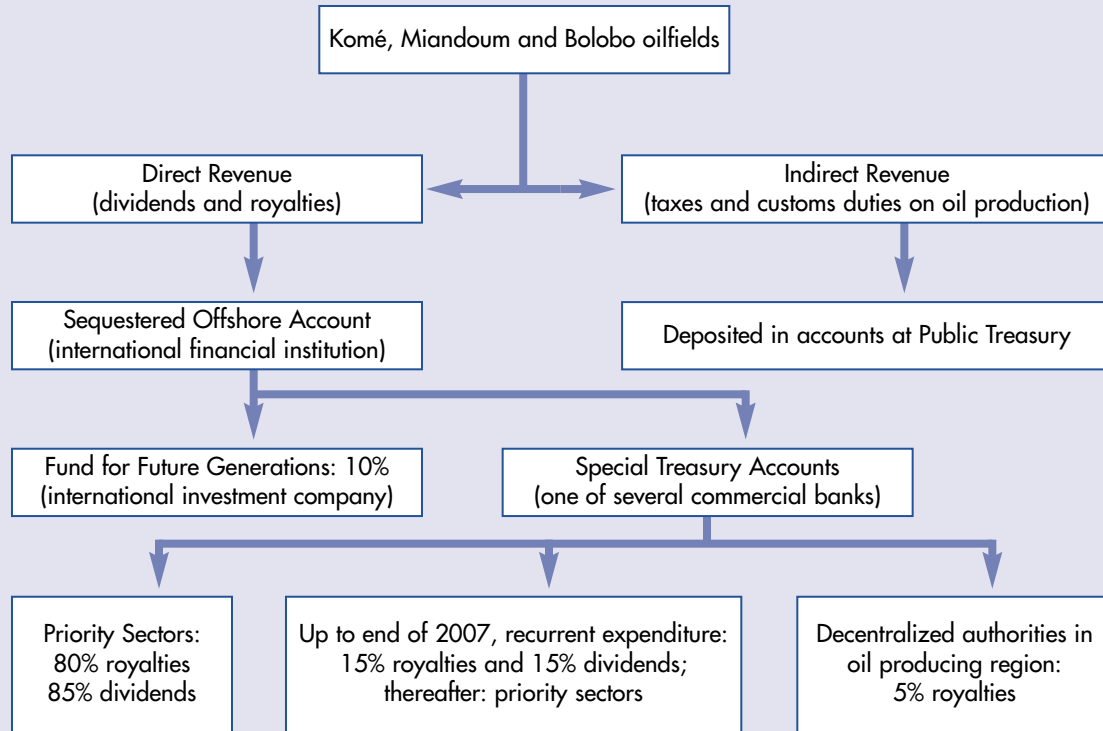 Komé, Miandoum and Bolobo oilfields
Direct Revenue
(dividends and royalties)
Indirect Revenue
(taxes and customs duties on oil production)
Sequestered Offshore Account
(international financial institution)
Deposited in accounts at Public Treasury
Fund for Future Generations: 10%
(international investment company)
Special Treasury Accounts
(one of several commercial banks)
Priority Sectors:
80% royalties
85% dividends
Up to end of 2007, recurrent expenditure:
15% royalties and 15% dividends;
thereafter: priority sectors
Decentralized authorities in
oil producing region:
5% royalties